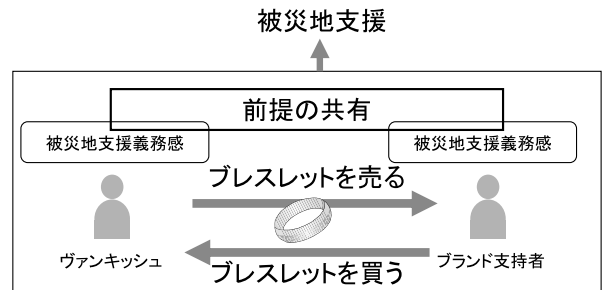 被災地支援
前提の共有
被災地支援義務感
被災地支援義務感
ブレスレットを売る
ヴァンキッシュ
ブランド支持者
ブレスレットを買う